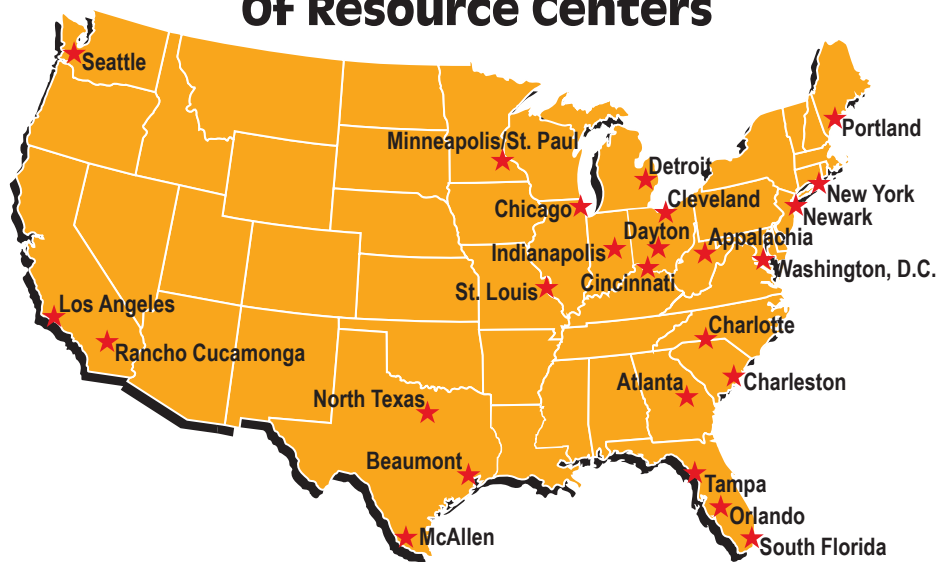 Of Resource Centers
Seattle
Minneapolis/St. Paul
Portland
Detroit
Cleveland
New York
Chicago
Newark
Dayton
Appalachia
Indianapolis
Washington, D.C.
Cincinnati
St. Louis
Los Angeles
Charlotte
Rancho Cucamonga
Atlanta
Charleston
North Texas
Beaumont
Tampa
Orlando
McAllen
South Florida